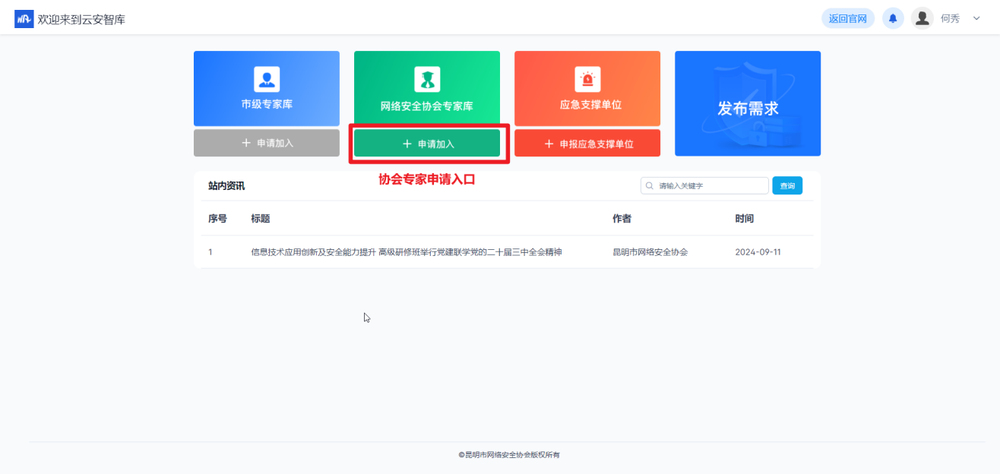 欢迎来到云安智库
返回官网
何秀
市级专家库
网络安全协会专家库
应急支撑单位
发布需求
申请加入
申请加入
申报应急支撑单位
协会专家申请入口
站内资讯
请输入关键字
查询
序号 标题 作者 时间
1 信息技术应用创新及安全能力提升 高级研修班举行党建联学党的二十届三中全会精神 昆明市网络安全协会 2024-09-11
©昆明市网络安全协会版权所有